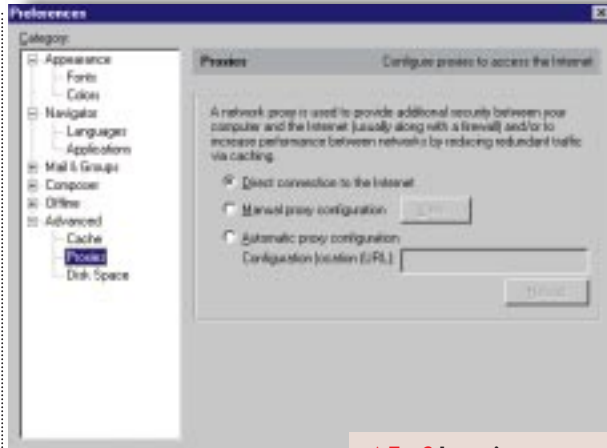 Preferences
Category:
Appearance
Fonts
Colors
Navigator
Languages
Applications
Mail & Groups
Composer
Offline
Advanced
Cache
Proxies
Disk Space
Proxies
Configure proxies to access the Internet
A network proxy is used to provide additional security between your
computer and the Internet (usually along with a firewall) and/or to
increase performance between networks by reducing redundant traffic
via caching.
Direct connection to the Internet
Manual proxy configuration
Automatic proxy configuration
Configuration location (URL):